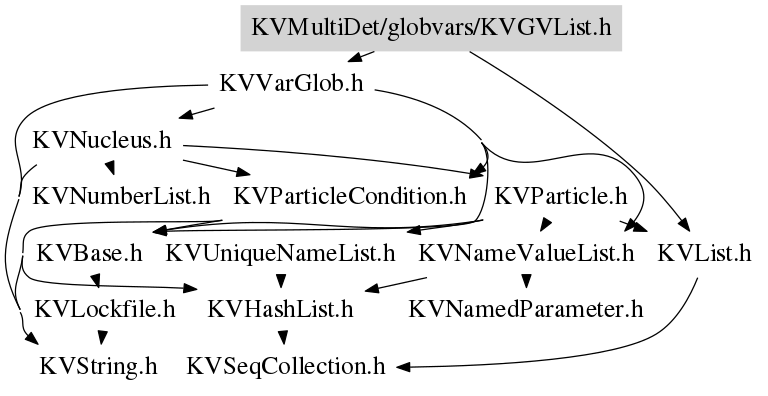 KVMultiDet/globvars/KVGVList.h
KVVarGlob.h
KVNucleus.h
KVNumberList.h
KVParticleCondition.h
KVParticle.h
KVBase.h
KVUniqueNameList.h
KVNameValueList.h
KVList.h
KVLockfile.h
KVHashList.h
KVNamedParameter.h
KVString.h
KVSeqCollection.h